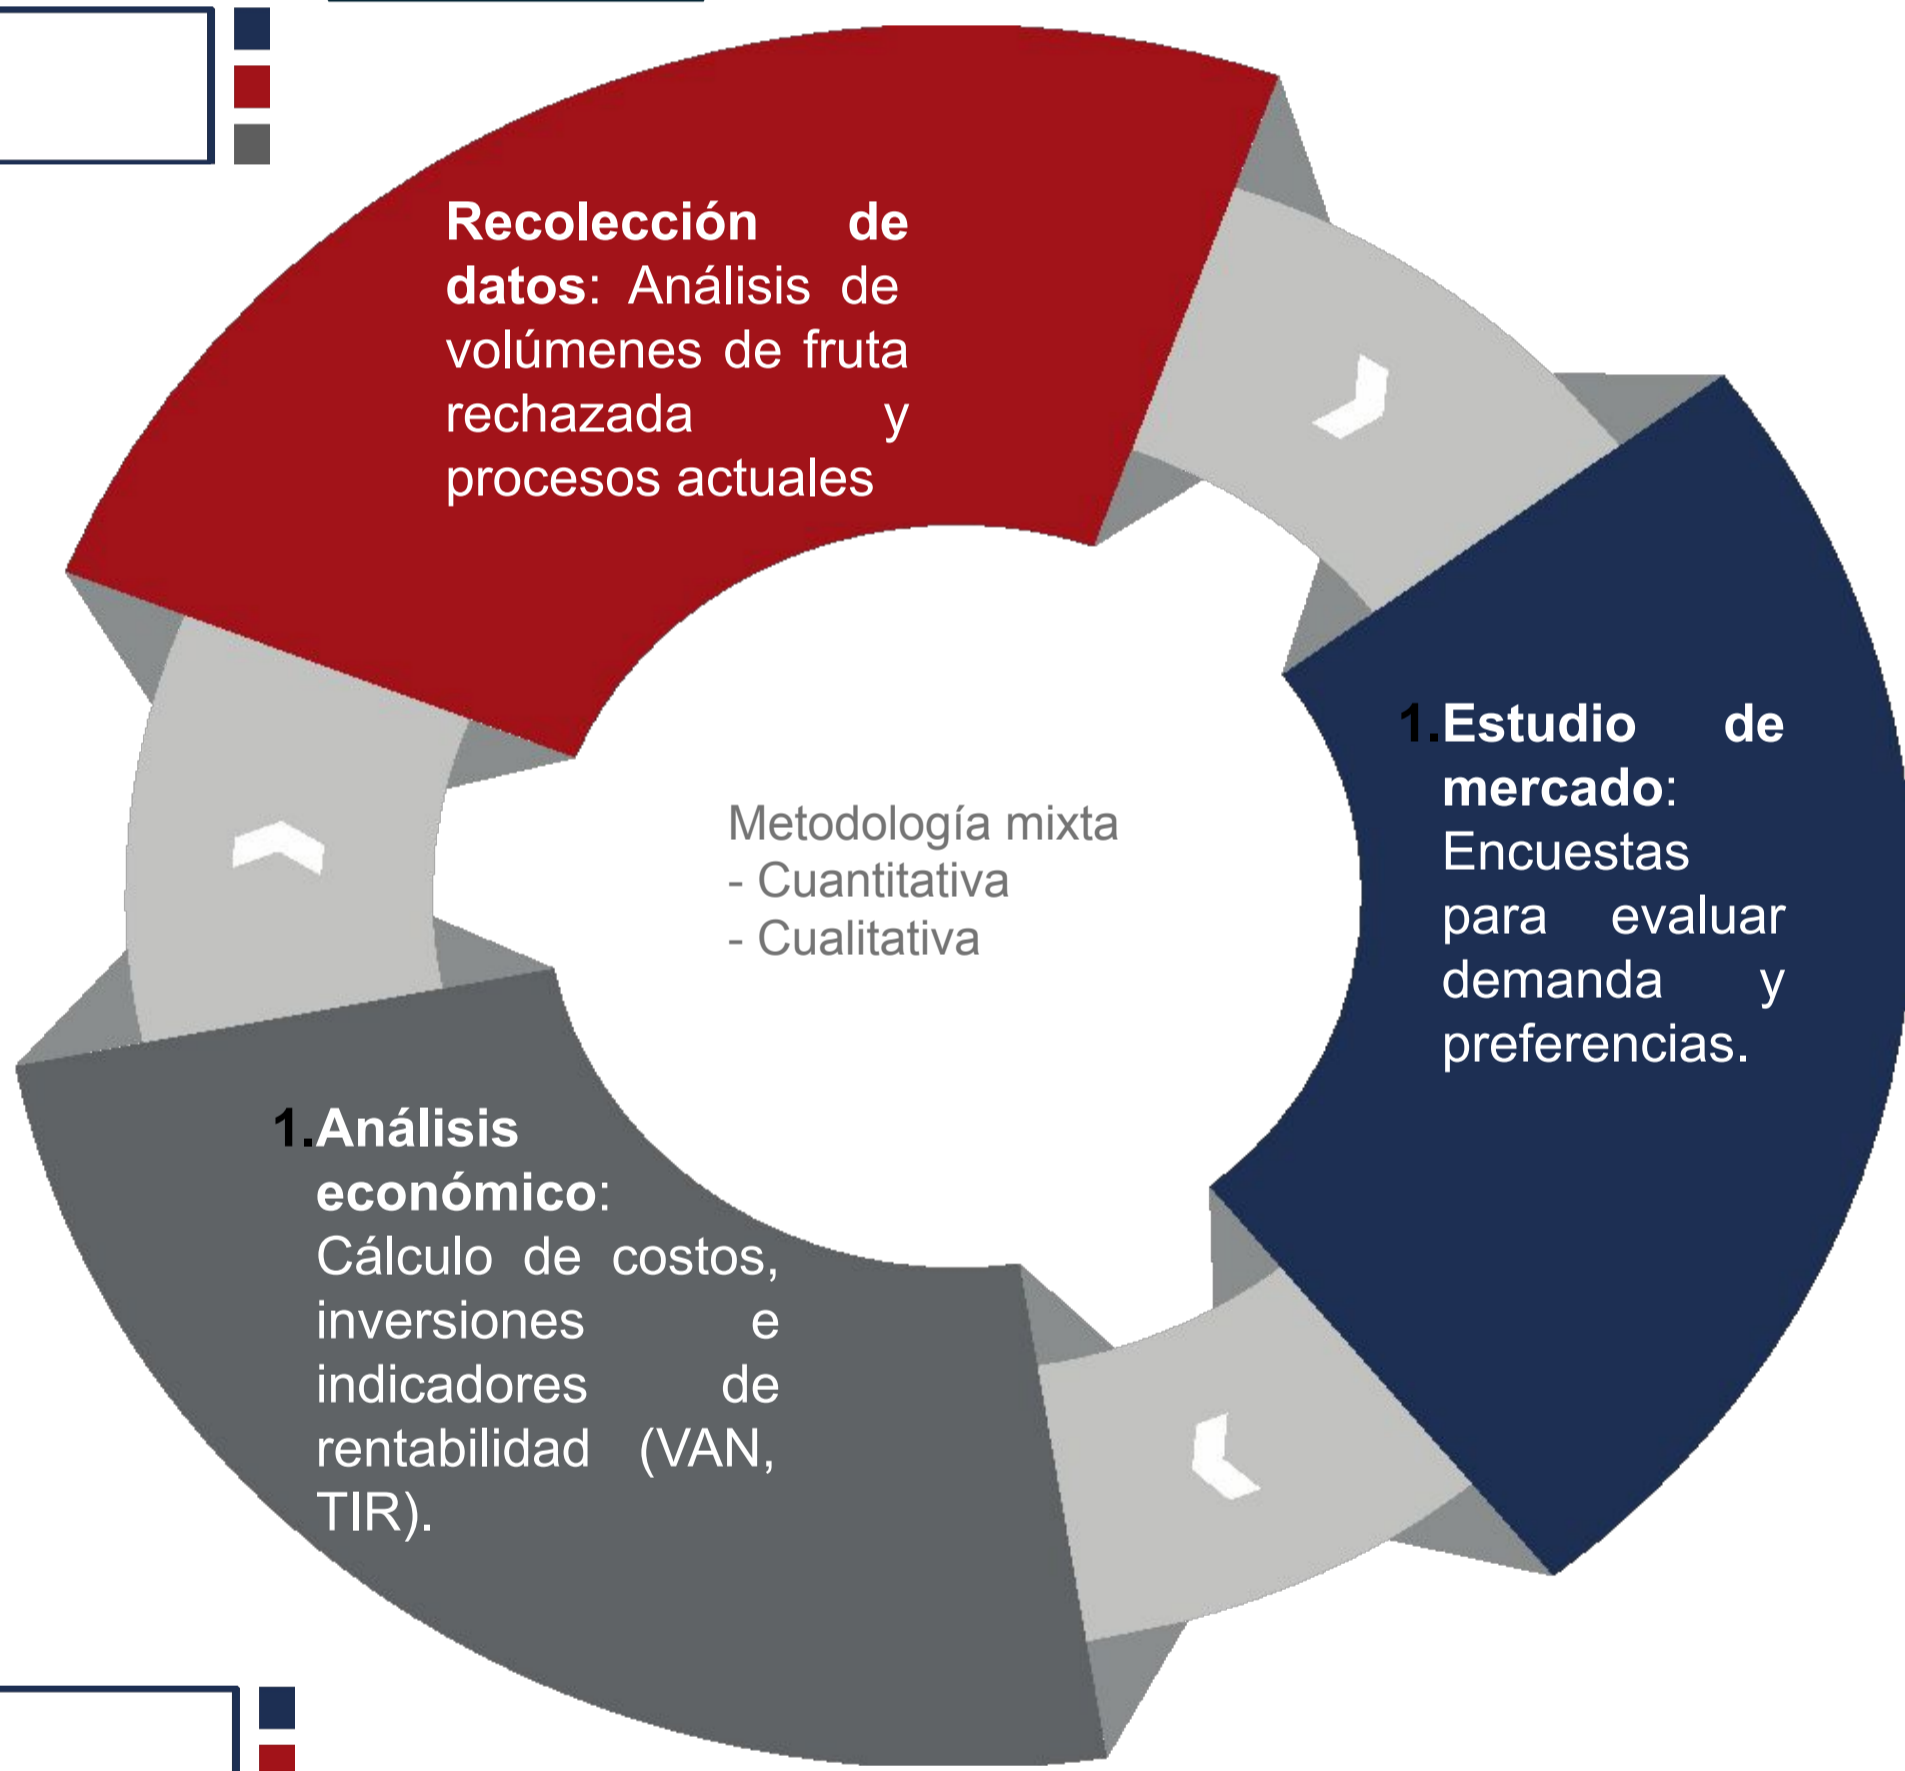 Recolección de
datos: Análisis de
volúmenes de fruta
rechazada y
procesos actuales
1.Estudio de
mercado:
Encuestas
para evaluar
demanda y
preferencias.
Metodología mixta
- Cuantitativa
- Cualitativa
1.Análisis
económico:
Cálculo de costos,
inversiones e
indicadores de
rentabilidad (VAN,
TIR).